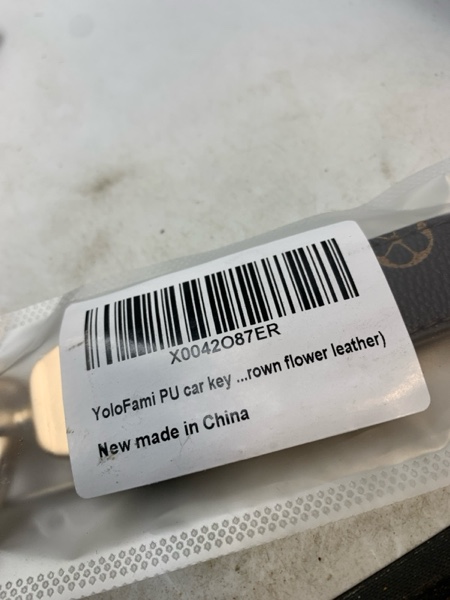 X0042O87ER
YoloFami PU car key ...rown flower leather)
New made in China